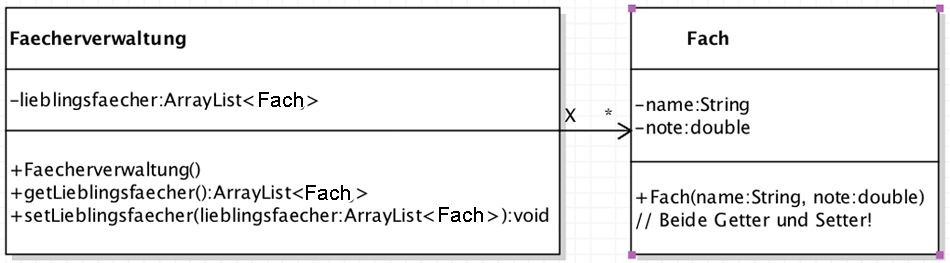 Faecherverwaltung
-lieblingsfaecher:ArrayList<Fach>
+Faecherverwaltung()
+getLieblingsfaecher():ArrayList<Fach>
+setLieblingsfaecher(lieblingsfaecher:ArrayList<Fach>):void
X *
Fach
-name:String
-note:double
+Fach(name:String, note:double)
// Beide Getter und Setter!